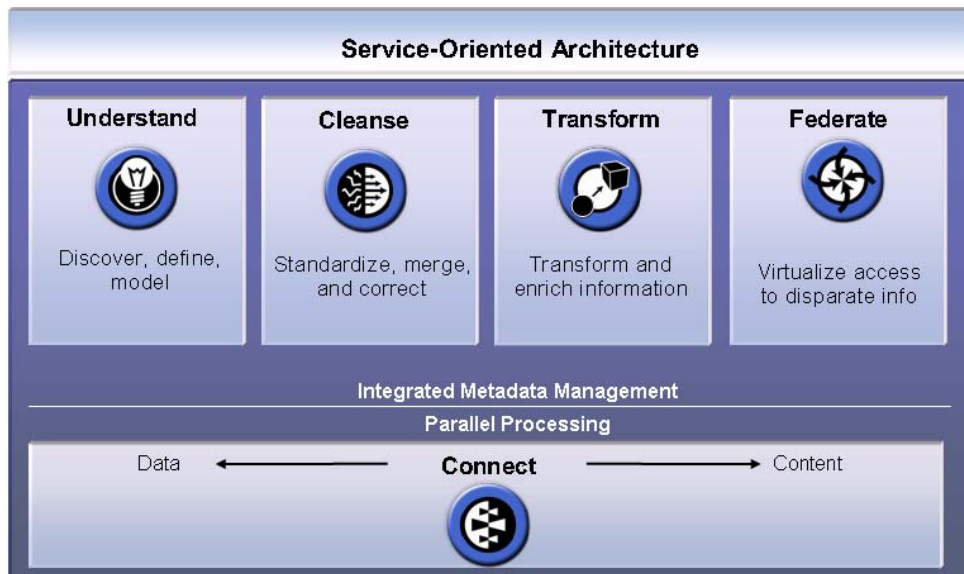 Service-Oriented Architecture
Understand
Discover, define,
model
Cleanse
Standardize, merge,
and correct
Transform
Transform and
enrich information
Federate
Virtualize access
to disparate info
Integrated Metadata Management
Parallel Processing
Data
Connect
Content